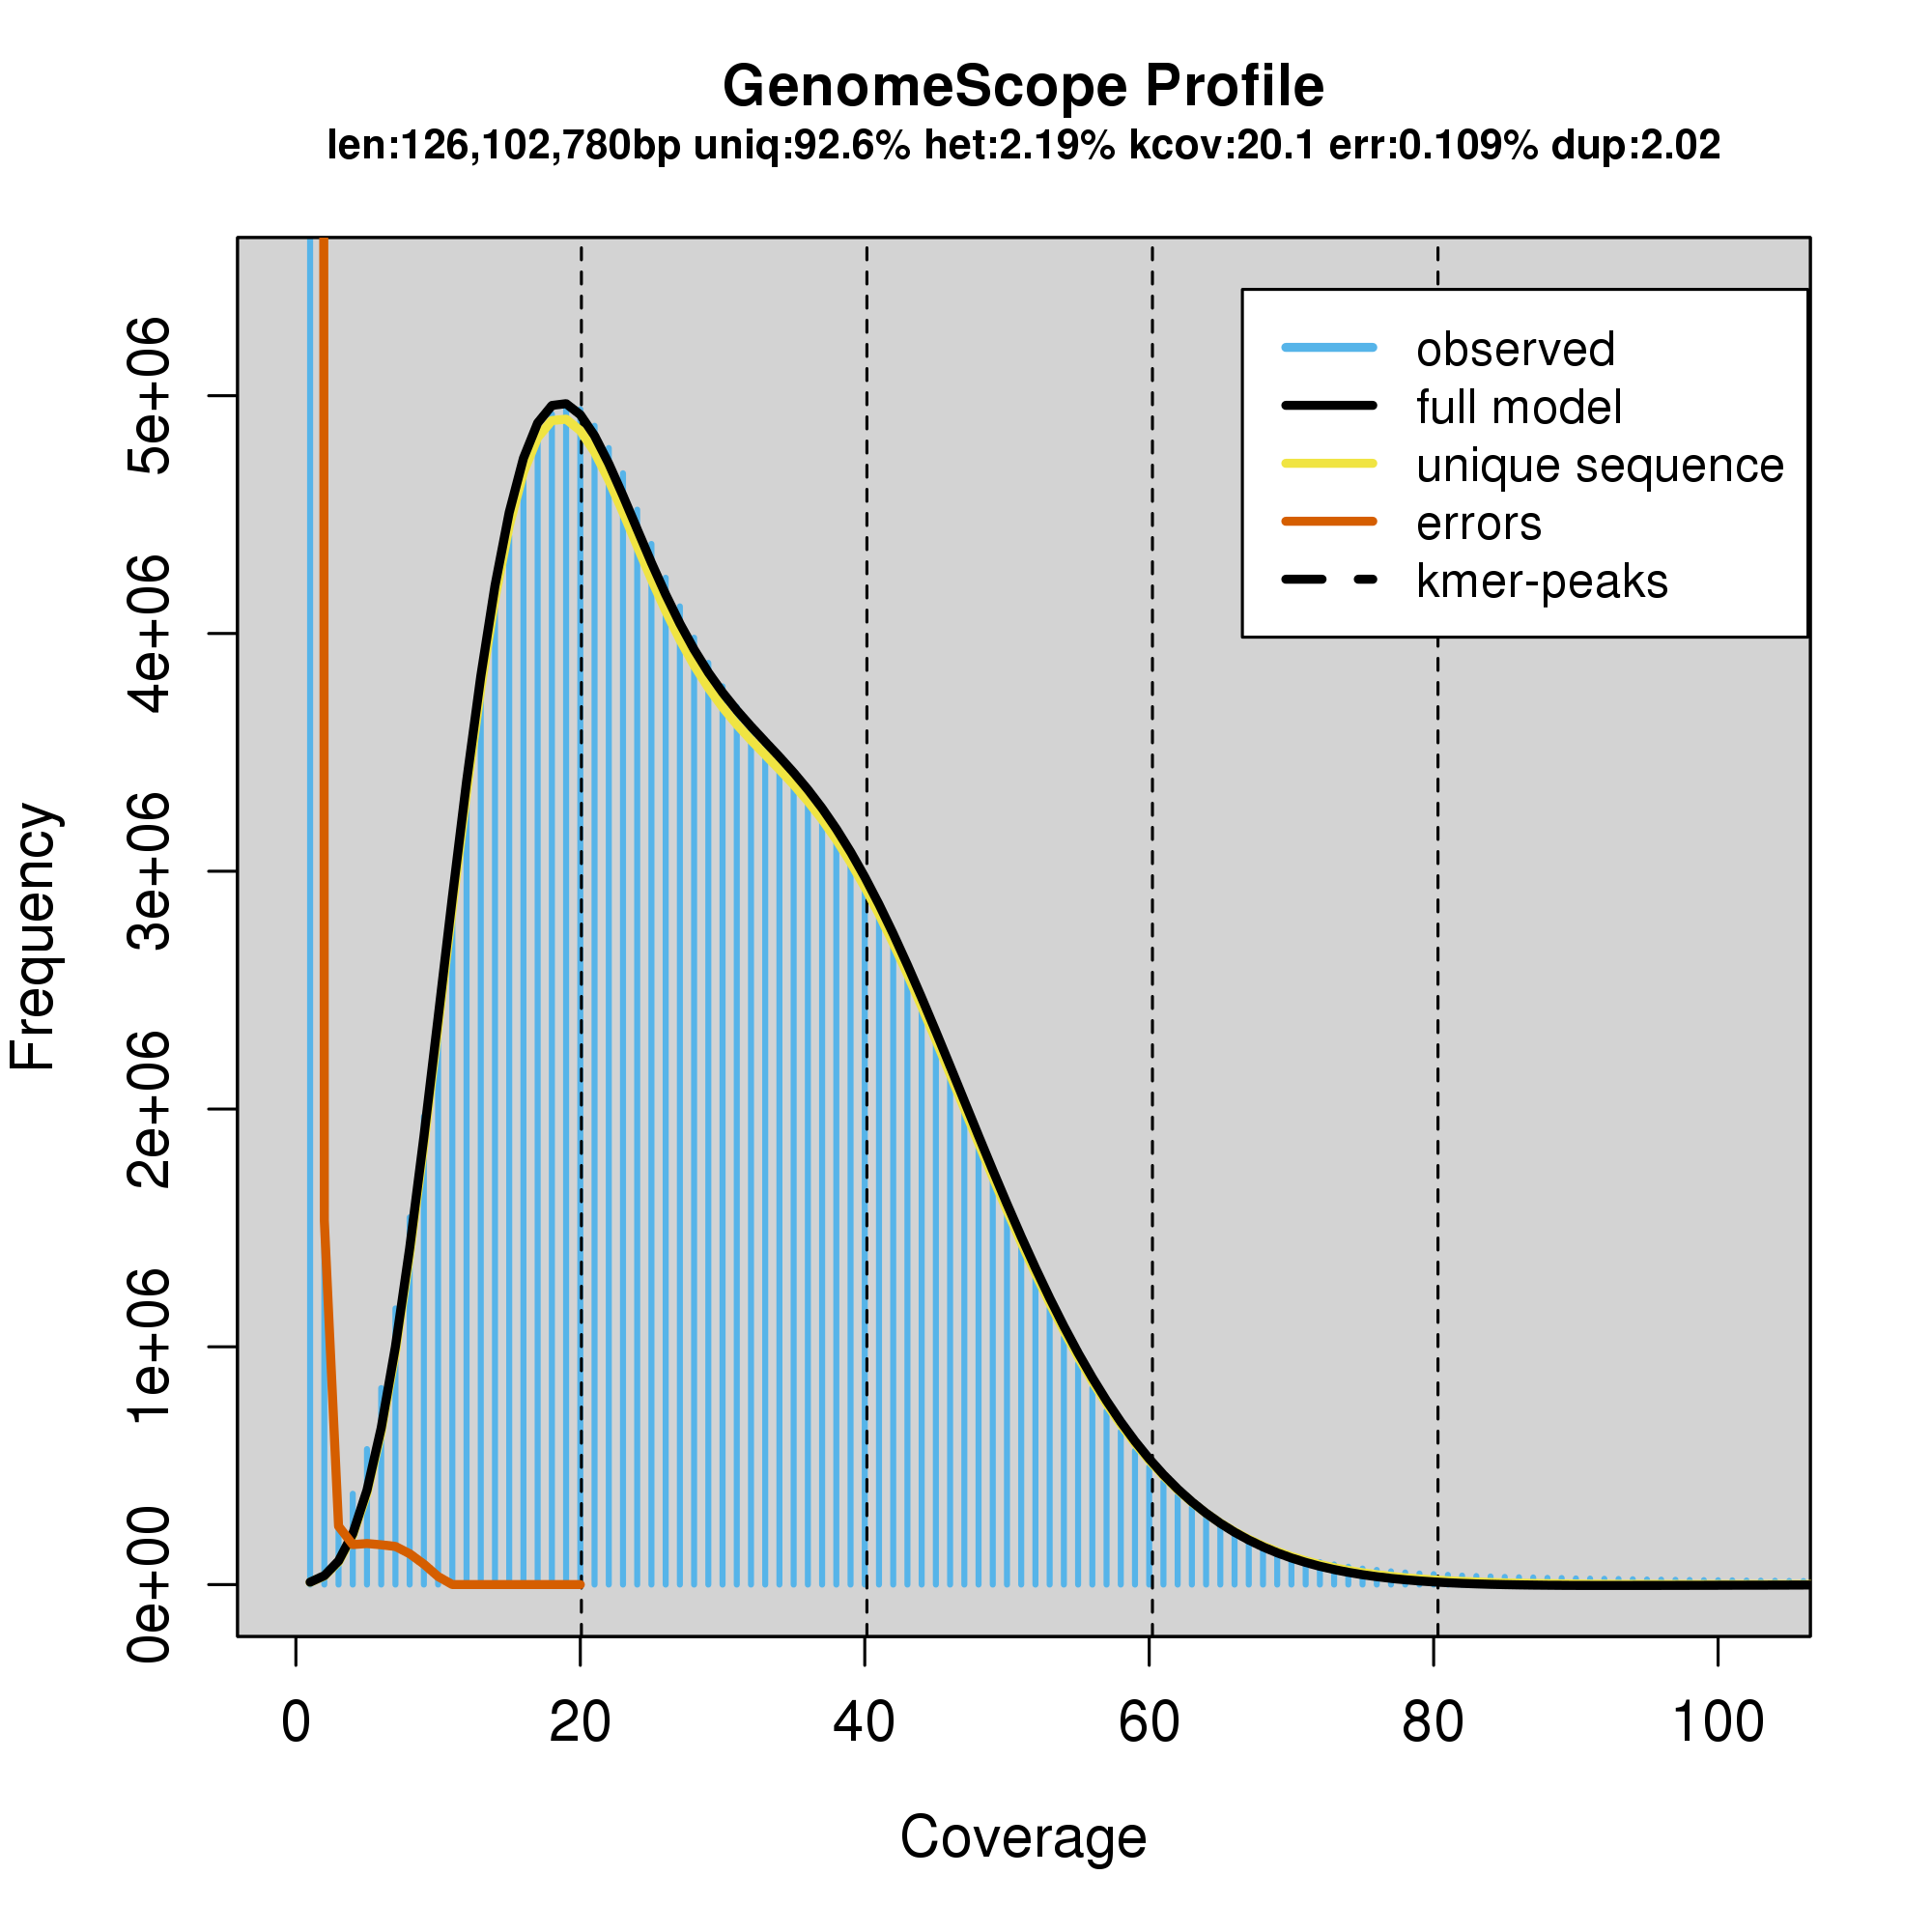 GenomeScope Profile
len:126,102,780bp uniq:92.6% het:2.19% kcov:20.1 err:0.109% dup:2.02
observed
full model
unique sequence
errors
kmer-peaks
Frequency
5e+06
4e+06
3e+06
2e+06
1e+06
0e+00
0 20 40 60 80 100
Coverage